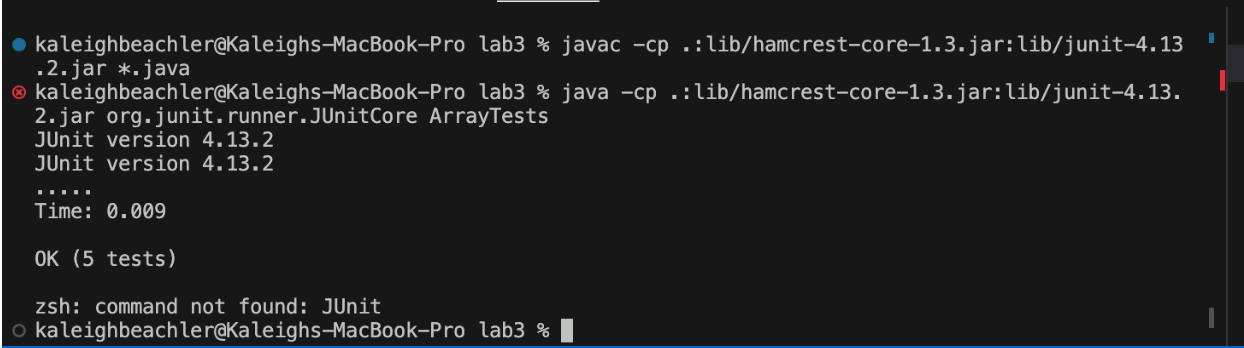 kaleighbeachler@Kaleighs-MacBook-Pro lab3 % javac -cp .:lib/hamcrest-core-1.3.jar:lib/junit-4.13
.2.jar *.java
kaleighbeachler@Kaleighs-MacBook-Pro lab3 % java -cp .:lib/hamcrest-core-1.3.jar:lib/junit-4.13.
2.jar org.junit.runner.JUnitCore ArrayTests
JUnit version 4.13.2
JUnit version 4.13.2
.....
Time: 0.009
OK (5 tests)
zsh: command not found: JUnit
kaleighbeachler@Kaleighs-MacBook-Pro lab3 %